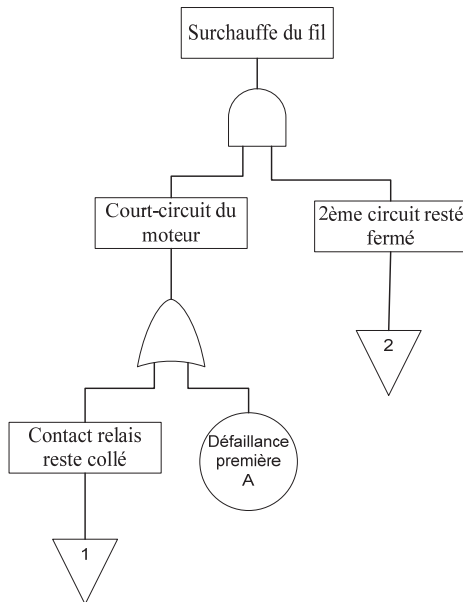 Surchauffe du fil
Court-circuit du
moteur
2ème circuit resté
fermé
2
Contact relais
reste collé
Défaillance
première
A
1